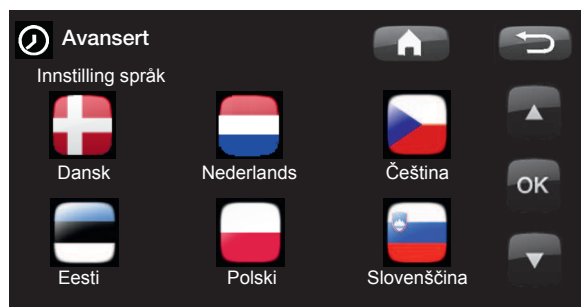 Avansert
Innstilling språk
Dansk Nederlands Čeština
OK
Eesti Polski Slovenščina